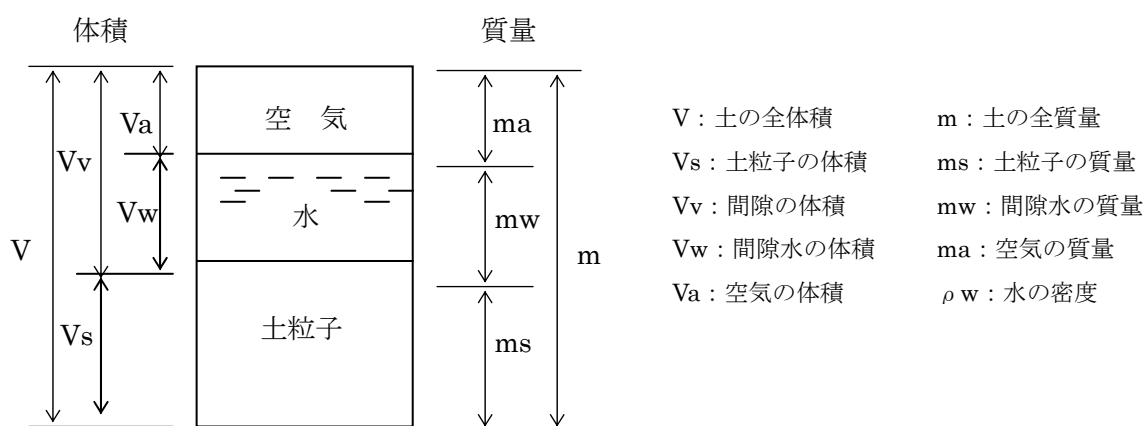 体積
質量
空　気
水
土粒子
V
Vv
Va
Vw
Vs
ma
mw
ms
m
V：土の全体積
m：土の全質量
Vs：土粒子の体積
ms：土粒子の質量
Vv：間隙の体積
mw：間隙水の質量
Vw：間隙水の体積
ma：空気の質量
Va：空気の体積
ρw：水の密度